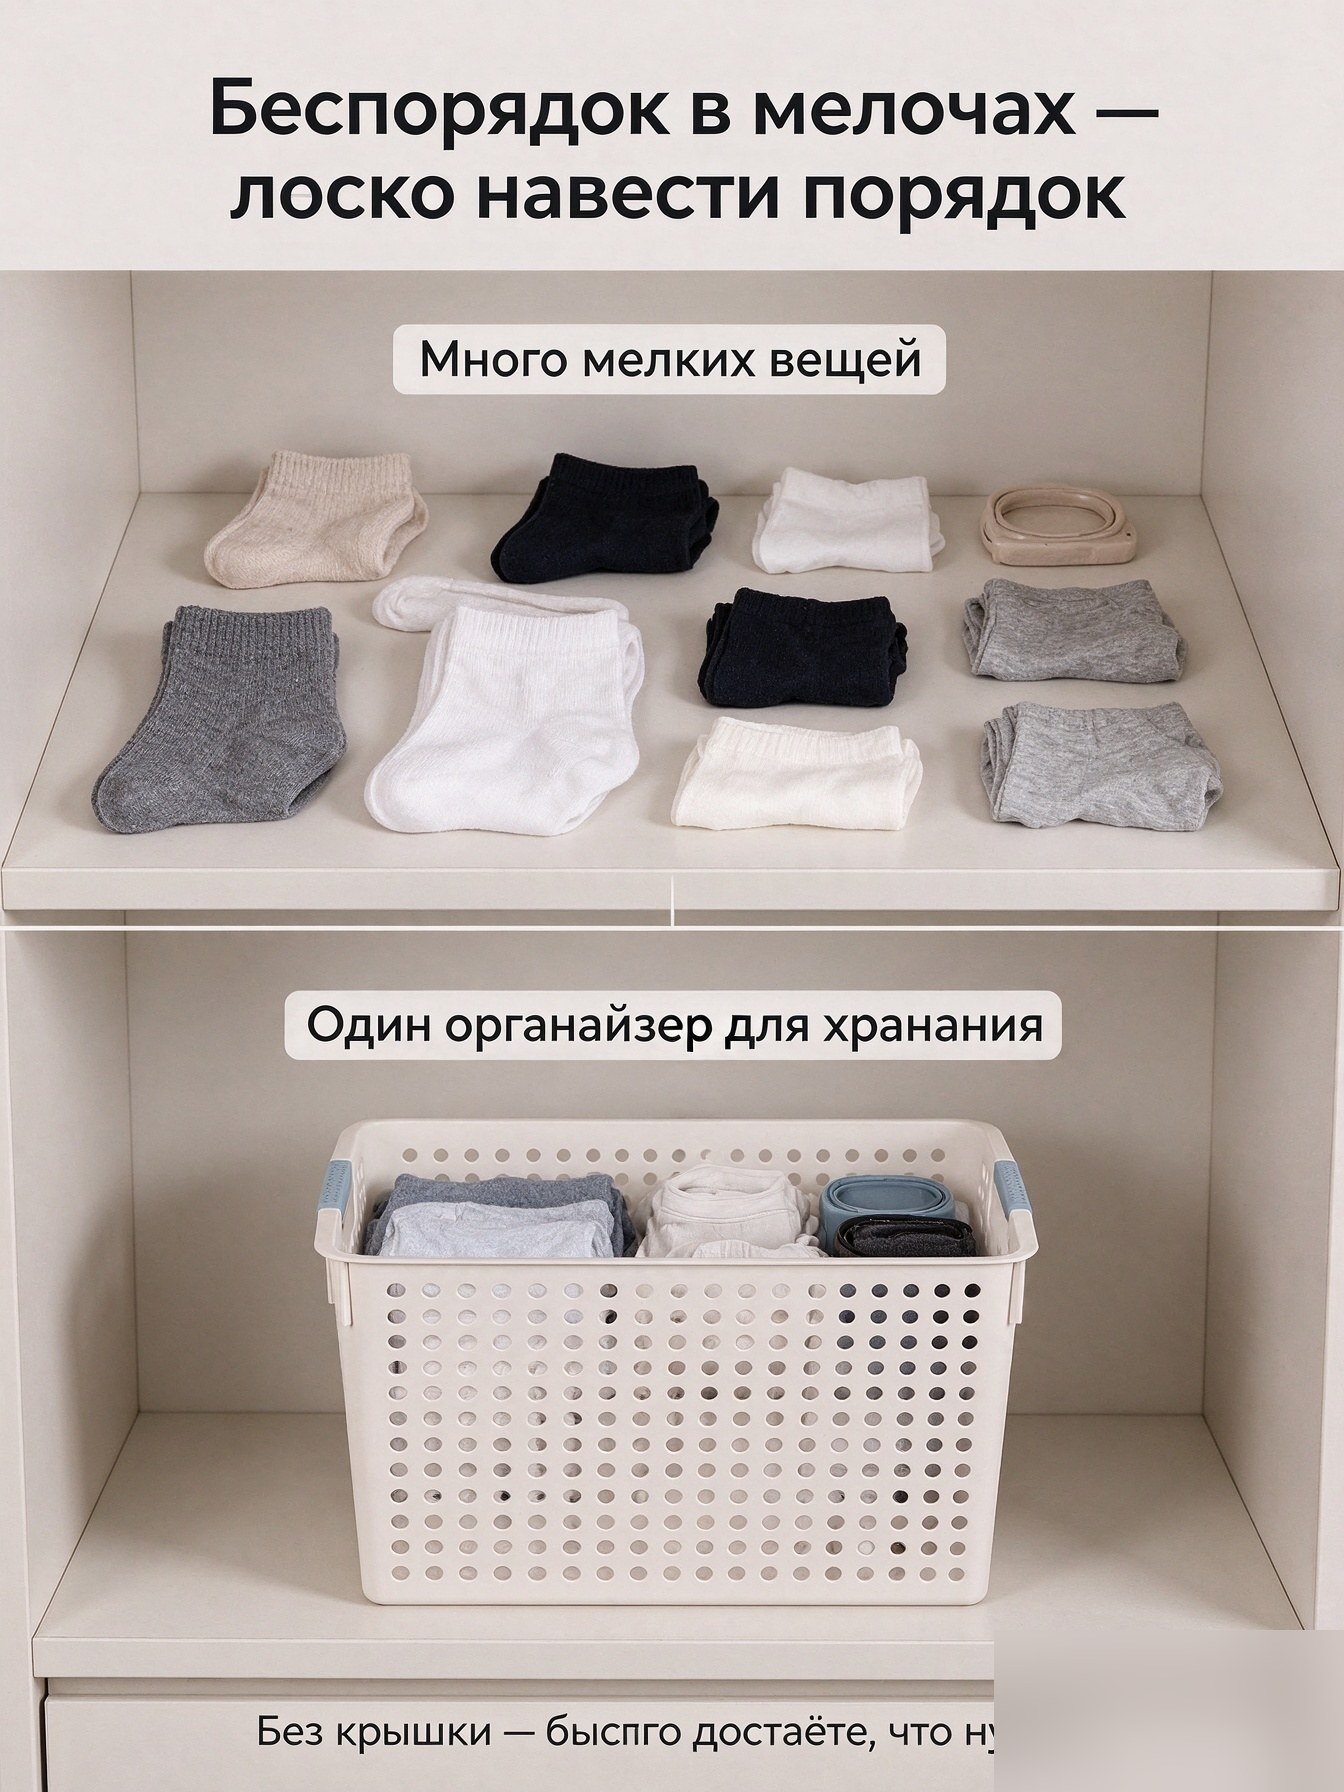 Беспорядок в мелочах —
лоско навести порядок
Много мелких вещей
Один органайзер для хранания
Без крышки — быспго достаёте, что